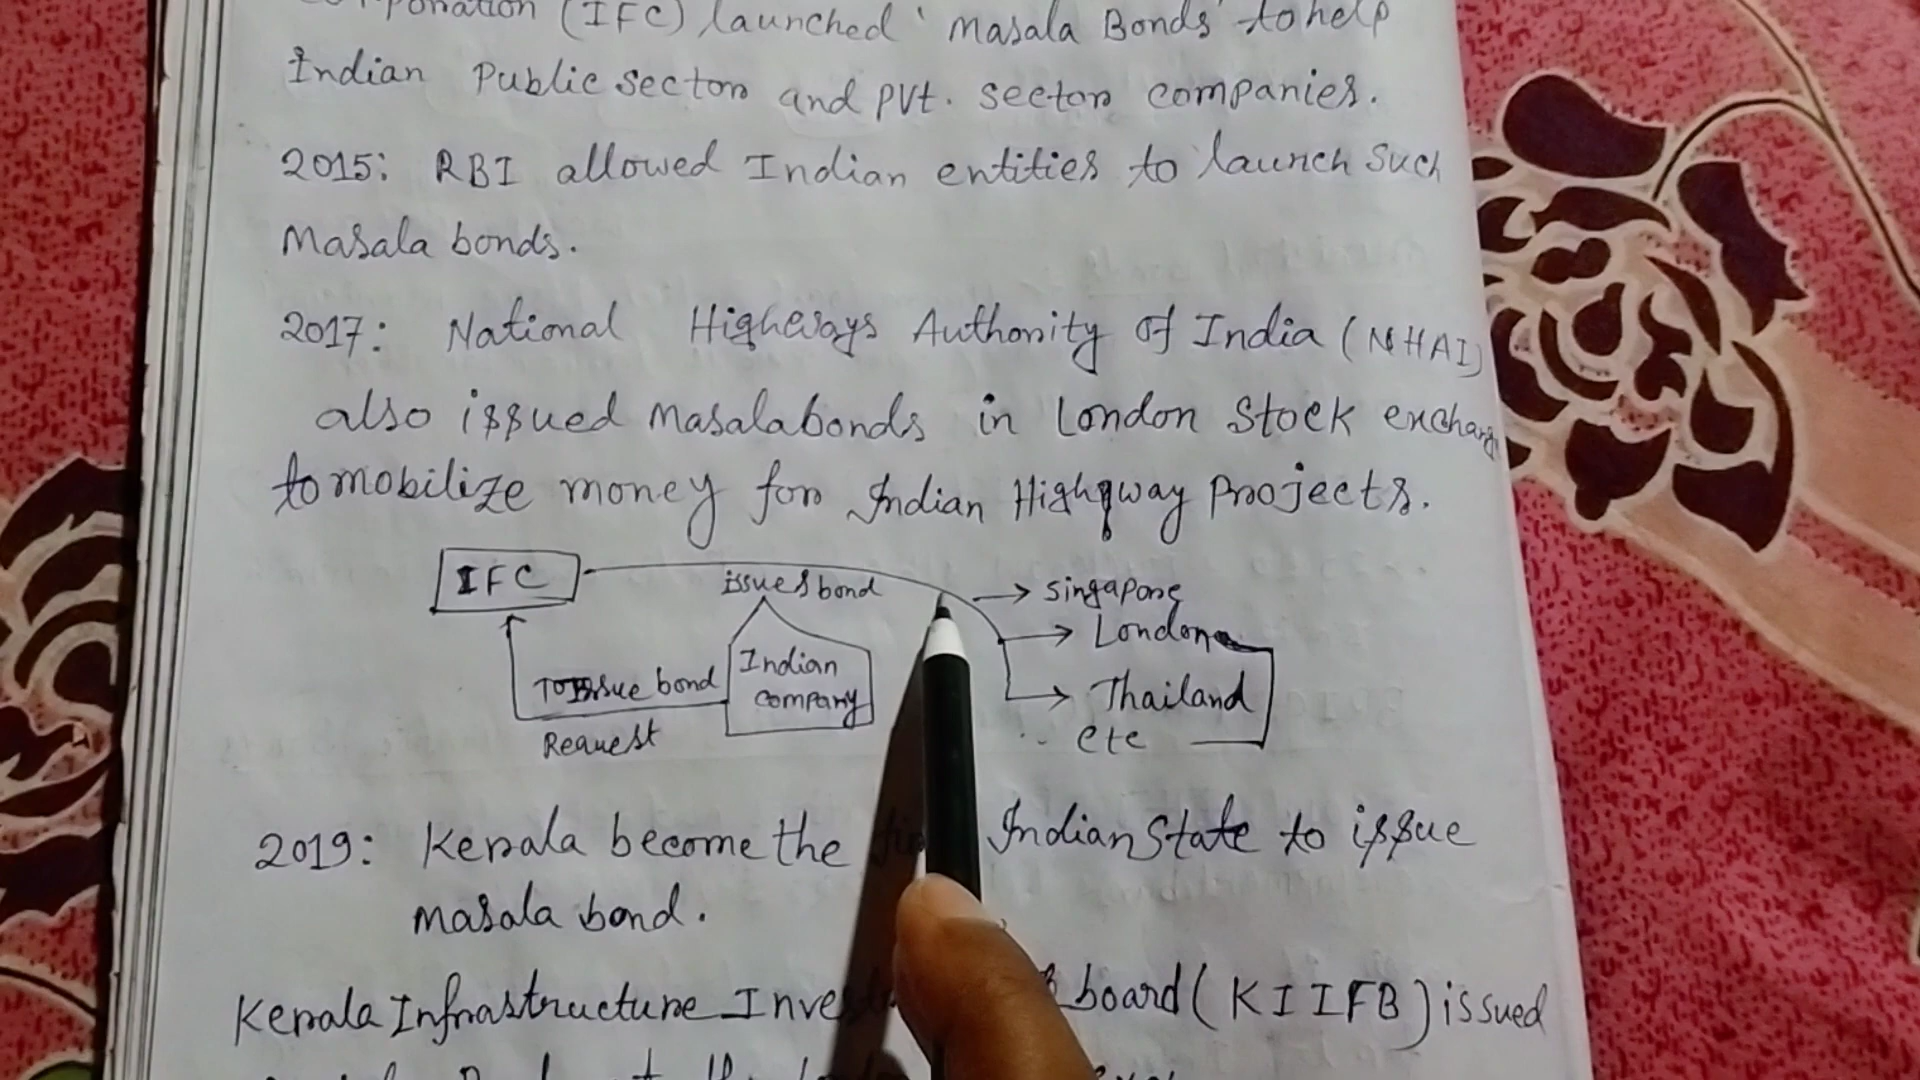 (IFC) launched 'Masala Bonds' to help
Indian Public sector and pvt. sector companies.
2015: RBI allowed Indian entities to launch such
Masala bonds.
2017: National Highways Authority of India (NHAI)
also issued masala bonds in London Stock
to mobilize money for Indian Highway Projects.
IFC
issues bond
→ Singapore
→ London
Indian
company
To issue bond
→ Thailand
Request
etc
2019: Kerala become the Indian State to issue
masala bond.
Kerala Infrastructure board (KIIFB) issued